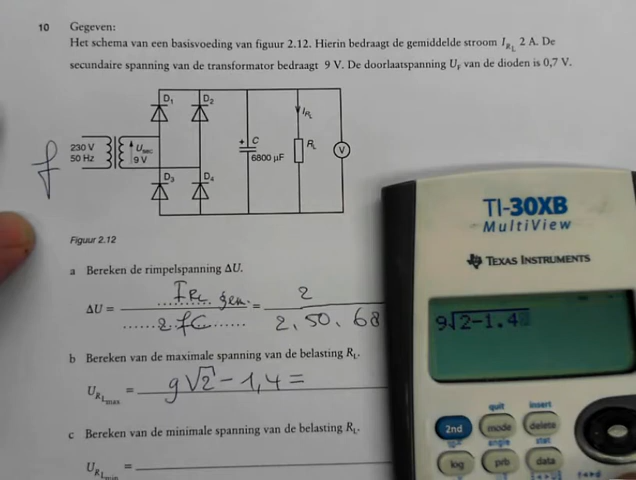 10 Gegeven:
Het schema van een basisvoeding van figuur 2.12. Hierin bedraagt de gemiddelde stroom I_RL 2 A. De
secundaire spanning van de transformator bedraagt 9 V. De doorlaatspanning U_F van de dioden is 0,7 V.
D1 D2
I_RL
230 V
50 Hz
U_sec
9 V
+ C
6800 µF
R_L
V
D3 D4
f
Figuur 2.12
a Bereken de rimpelspanning ΔU.
ΔU = I_RL gem. / 2.f.C = 2 / 2.50.68
b Bereken van de maximale spanning van de belasting R_L.
U_RLmax = 9√2 - 1,4 =
c Bereken van de minimale spanning van de belasting R_L.
U_RLmin =
TI-30XB
MultiView
TEXAS INSTRUMENTS
9√2-1.4
quit insert
2nd mode delete
angle stat
log prb data